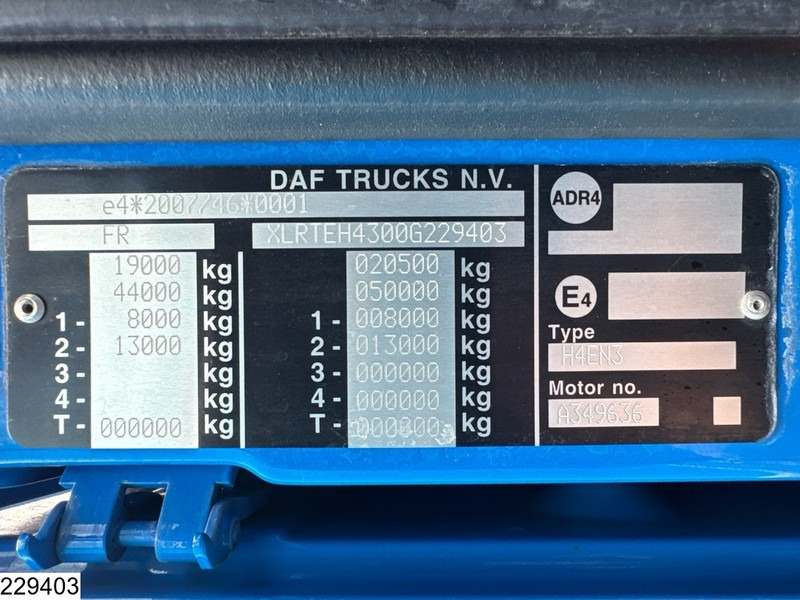 DAF TRUCKS N.V.
e4*2007/46*0001
FR XLRTEH4300G229403
19000 kg 020500 kg
44000 kg 050000 kg
1- 8000 kg 1- 008000 kg
2- 13000 kg 2- 013000 kg
3- kg 3- 000000 kg
4- kg 4- 000000 kg
T- 000000 kg T- 000000 kg
ADR4
E4
Type
H4EN3
Motor no.
A349636
229403